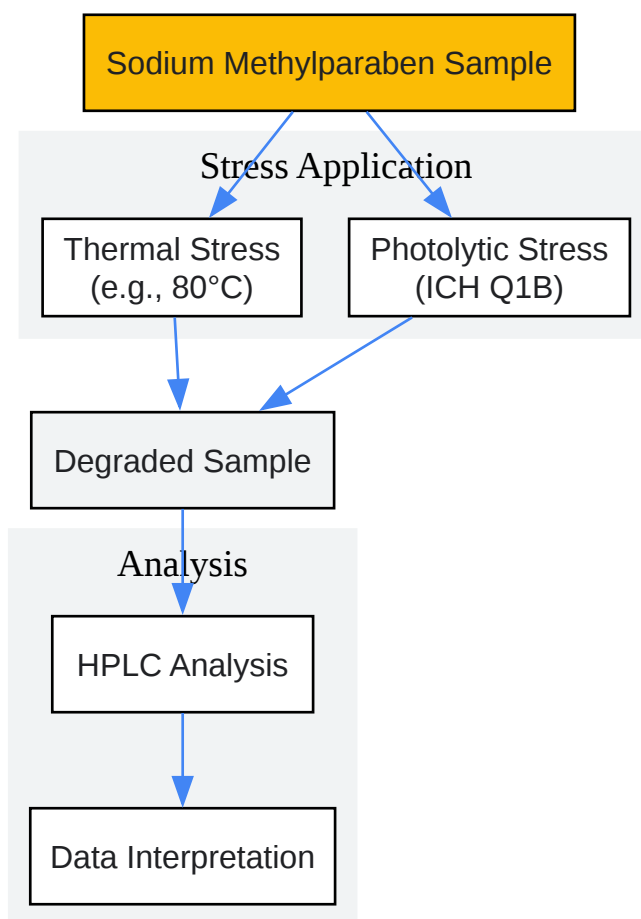 Sodium Methylparaben Sample
Stress Application
Thermal Stress
(e.g., 80°C)
Photolytic Stress
(ICH Q1B)
Degraded Sample
Analysis
HPLC Analysis
Data Interpretation